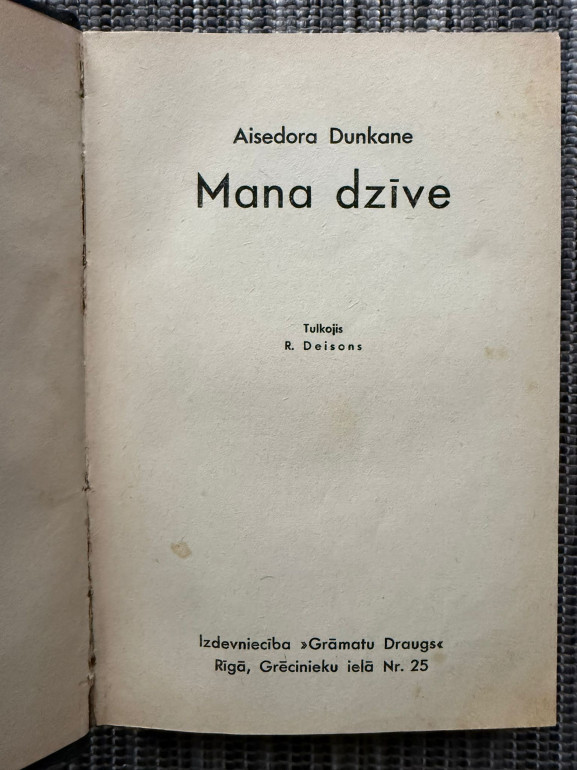 Aisedora Dunkane
Mana dzīve
Tulkojis
R. Deisons
Izdevniecība »Grāmatu Draugs«
Rīgā, Grēcinieku ielā Nr. 25